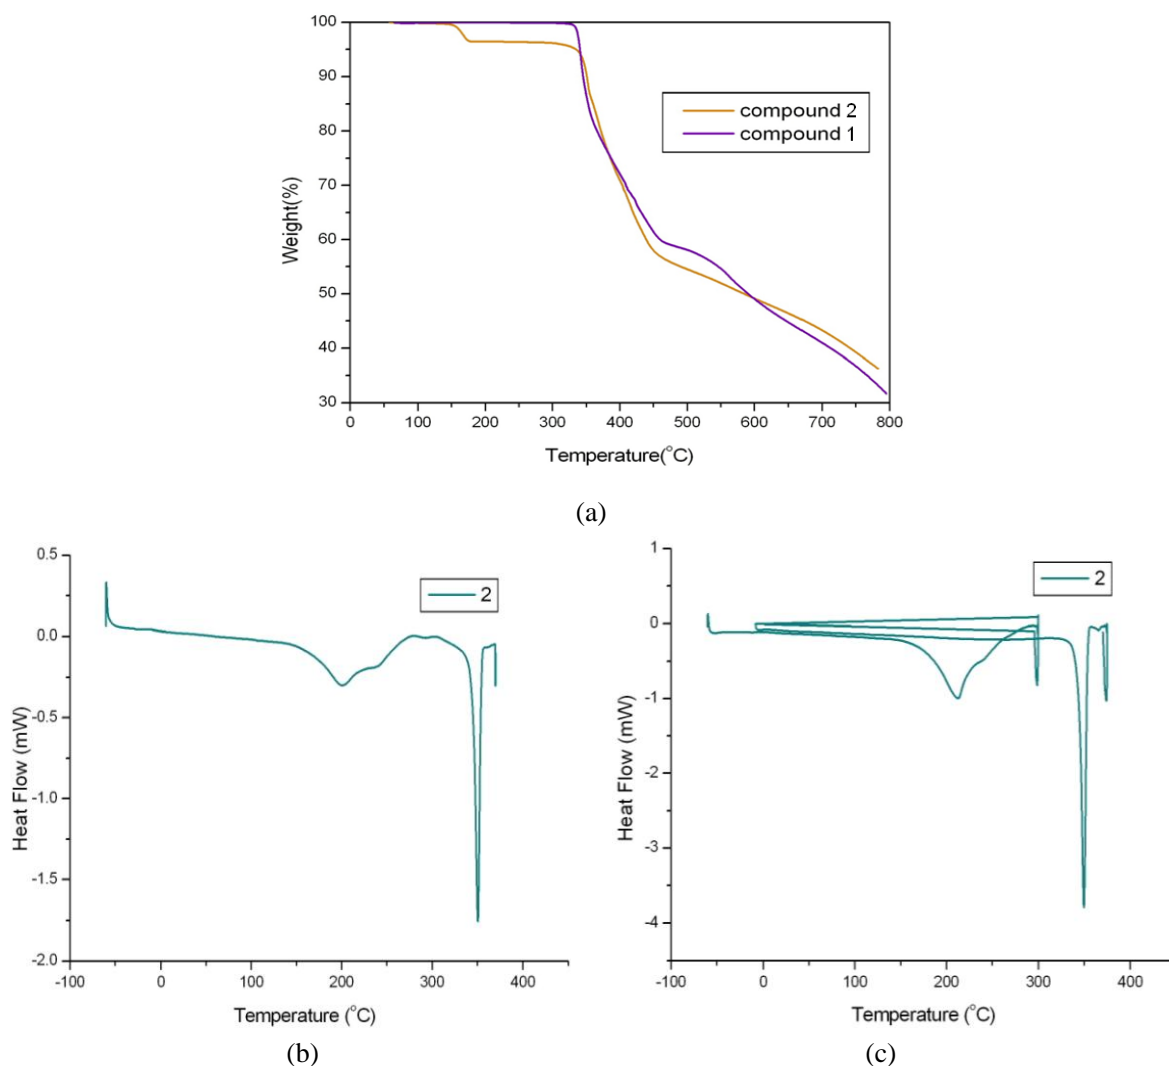 100
90
80
70
60
50
40
30
Weight(%)
compound 2
compound 1
0 100 200 300 400 500 600 700 800
Temperature(°C)
(a)
0.5
0.0
-0.5
-1.0
-1.5
-2.0
Heat Flow (mW)
2
-100 0 100 200 300 400
Temperature (°C)
(b)
1
0
-1
-2
-3
-4
Heat Flow (mW)
2
-100 0 100 200 300 400
Temperature (°C)
(c)